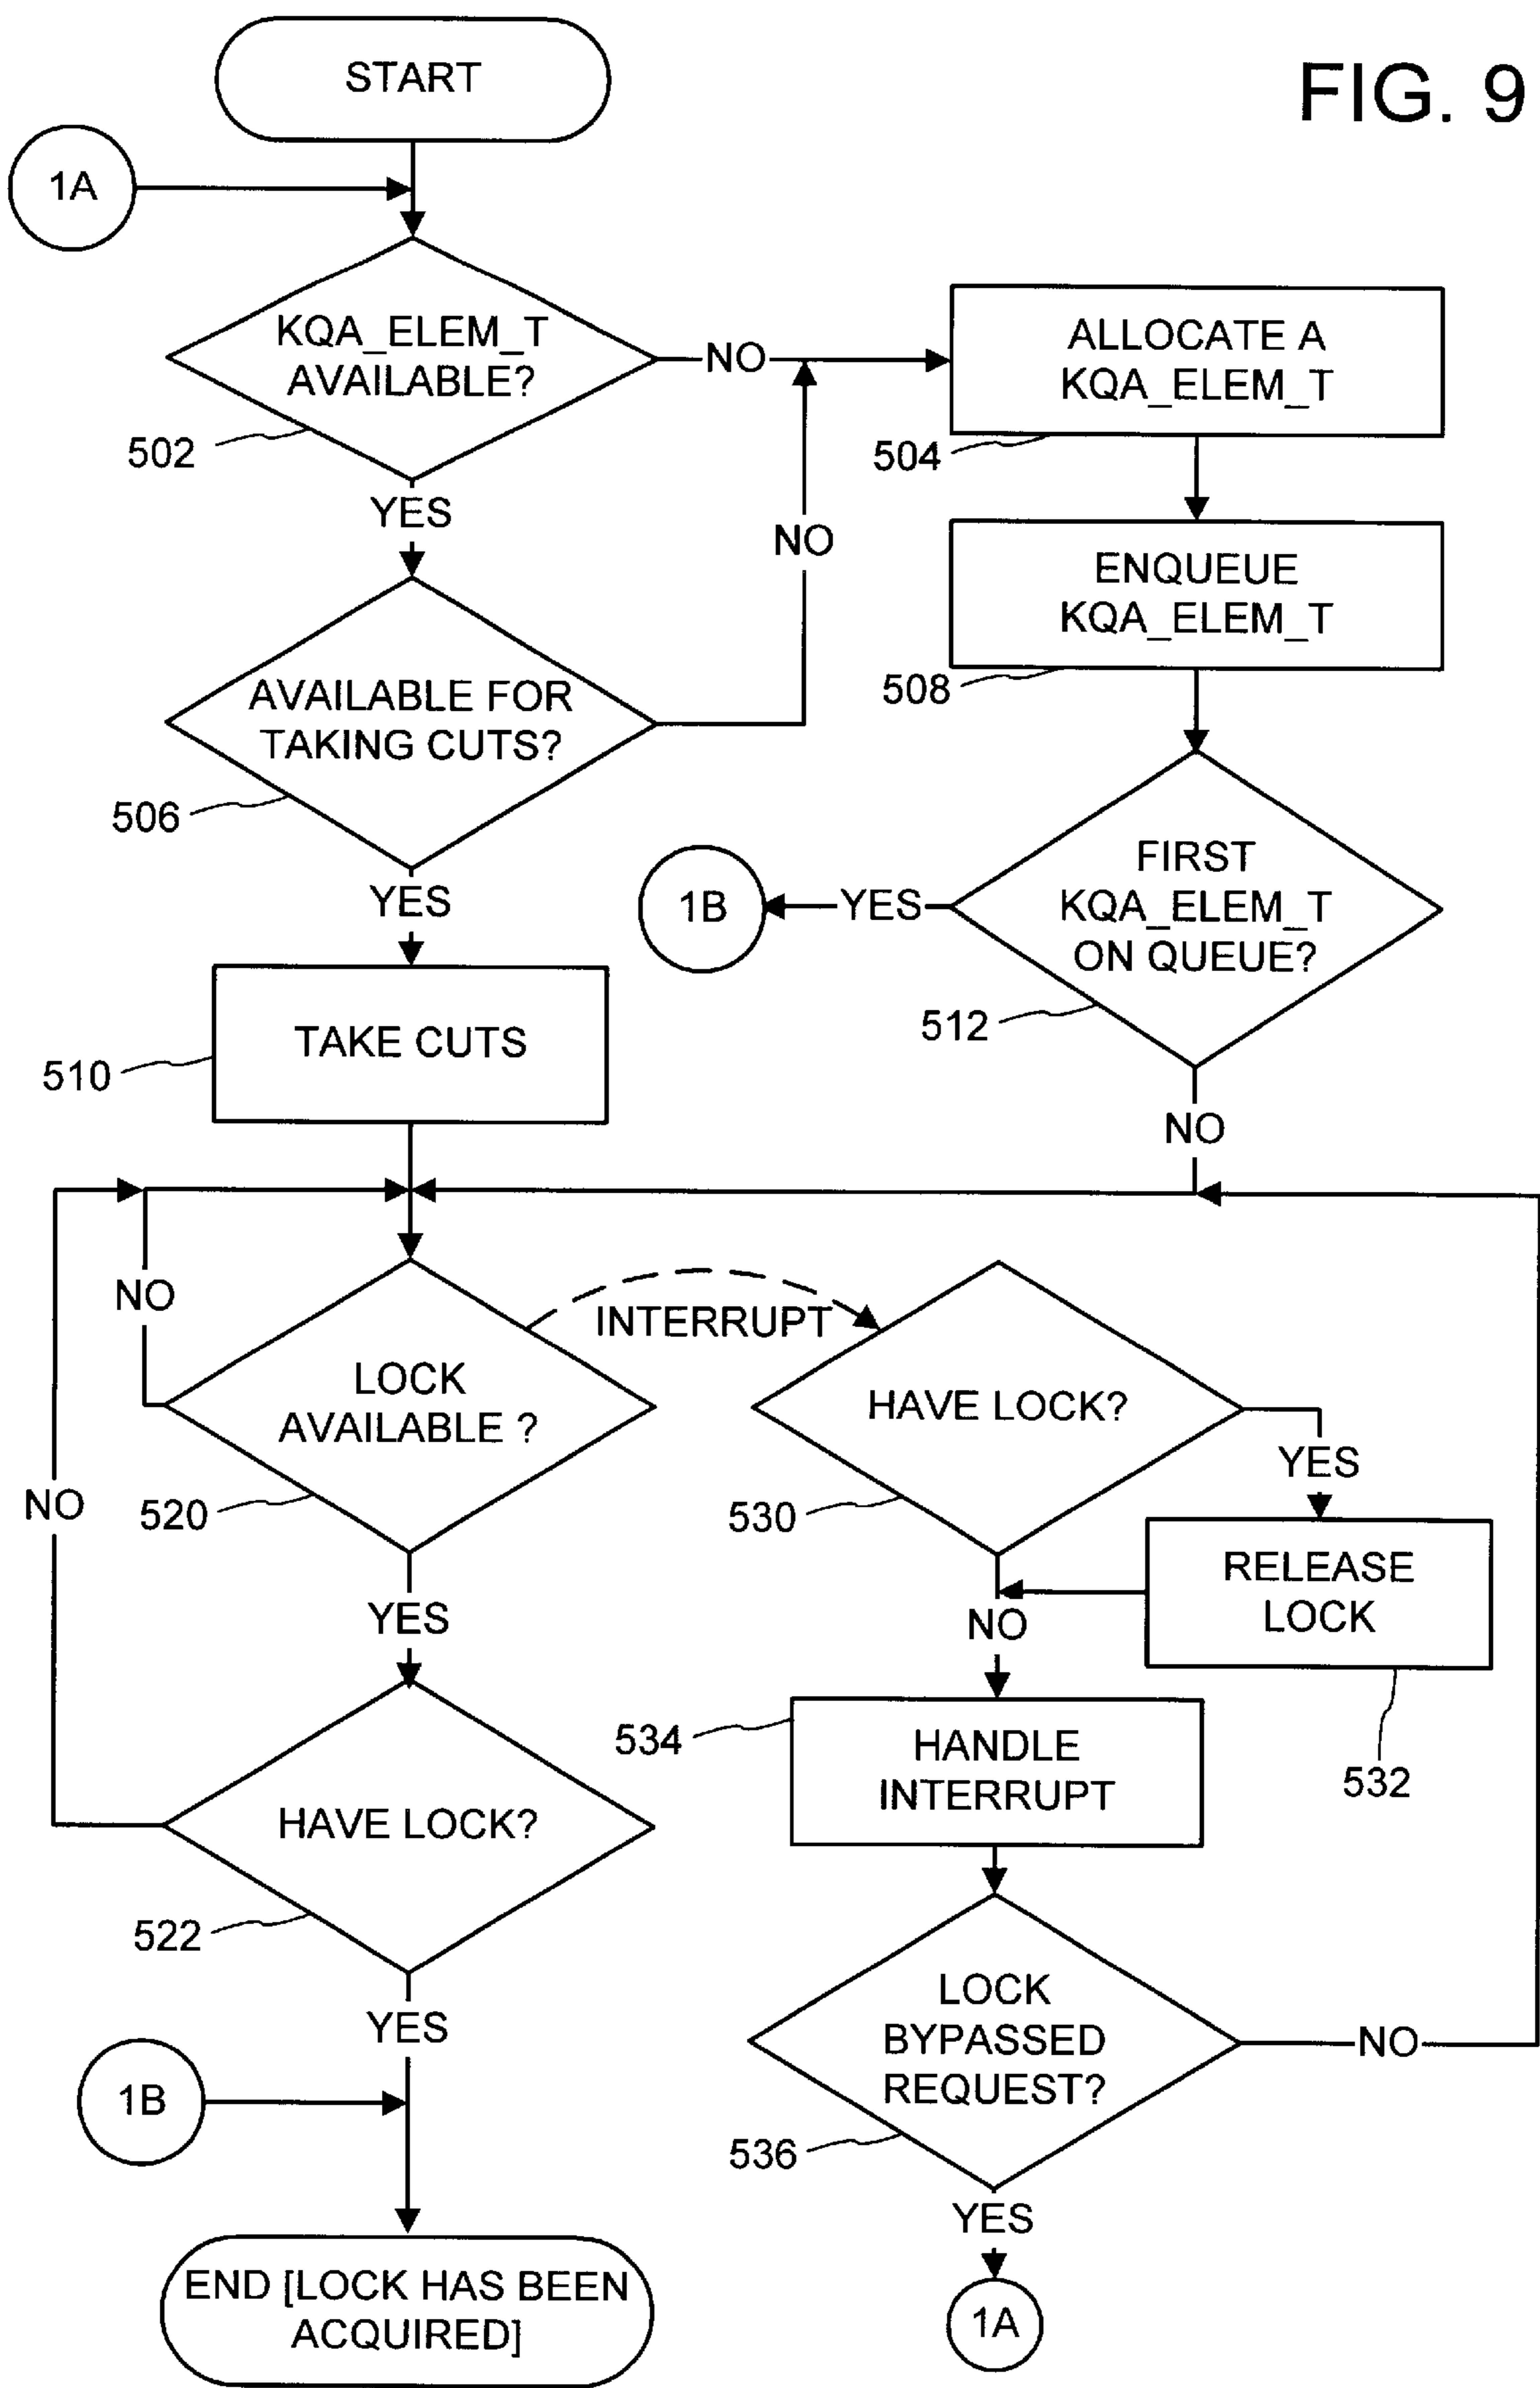 FIG. 9
START
1A
KQA_ELEM_T
AVAILABLE?
502
NO
ALLOCATE A
KQA_ELEM_T
504
YES
NO
ENQUEUE
KQA_ELEM_T
508
AVAILABLE FOR
TAKING CUTS?
506
YES
FIRST
KQA_ELEM_T
ON QUEUE?
512
YES
1B
TAKE CUTS
510
NO
NO
INTERRUPT
LOCK
AVAILABLE ?
520
HAVE LOCK?
530
YES
NO
RELEASE
LOCK
532
YES
NO
HANDLE
INTERRUPT
534
HAVE LOCK?
522
YES
LOCK
BYPASSED
REQUEST?
536
NO
1B
YES
END [LOCK HAS BEEN
ACQUIRED]
1A